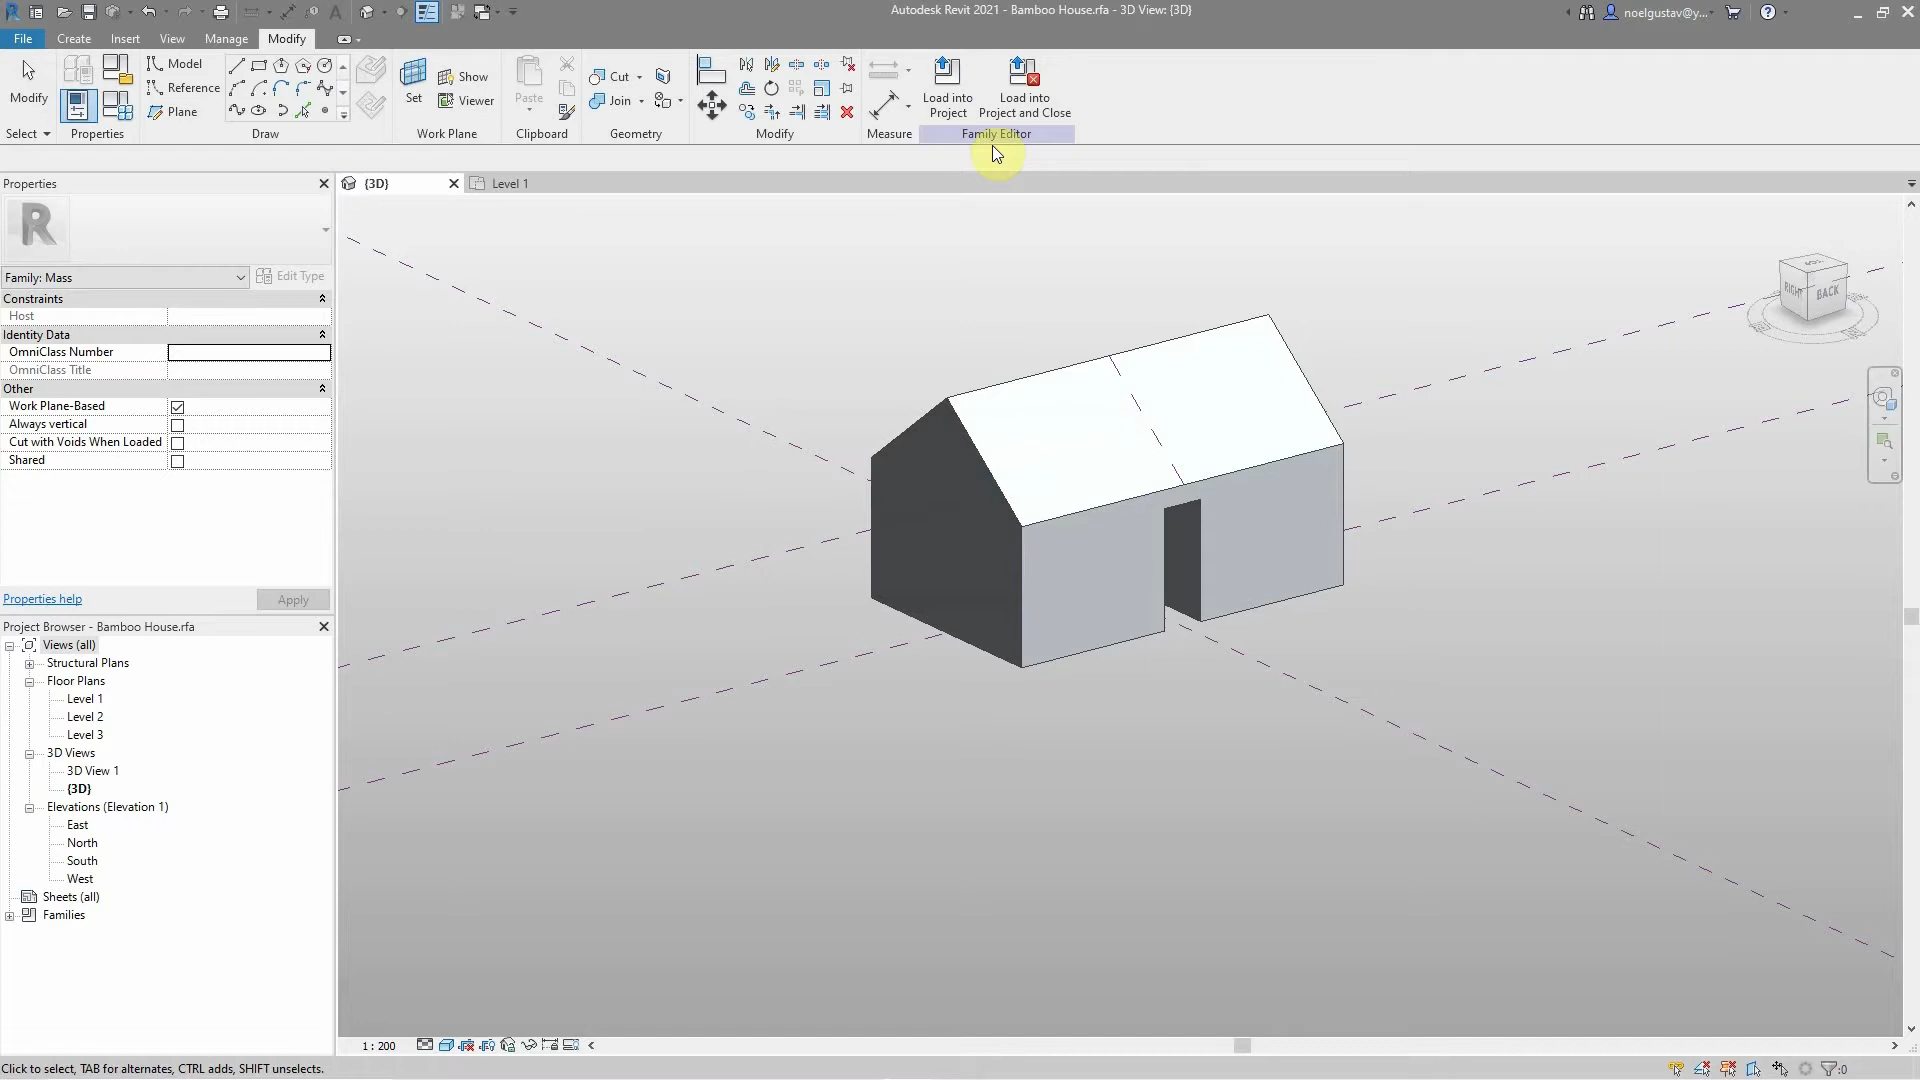 Autodesk Revit 2021 - Bamboo House.rfa - 3D View: {3D}
noelgustav@y...
File
Create
Insert
View
Manage
Modify
Modify
Select
Properties
Model
Reference
Plane
Draw
Set
Show
Viewer
Work Plane
Paste
Clipboard
Cut
Join
Geometry
Modify
Measure
Load into
Project
Load into
Project and Close
Family Editor
Properties
{3D}
Level 1
R
Family: Mass
Edit Type
Constraints
Host
Identity Data
OmniClass Number
OmniClass Title
Other
Work Plane-Based
Always vertical
Cut with Voids When Loaded
Shared
Properties help
Apply
RIGHT
BACK
Project Browser - Bamboo House.rfa
Views (all)
Structural Plans
Floor Plans
Level 1
Level 2
Level 3
3D Views
3D View 1
{3D}
Elevations (Elevation 1)
East
North
South
West
Sheets (all)
Families
1 : 200
Click to select, TAB for alternates, CTRL adds, SHIFT unselects.
:0